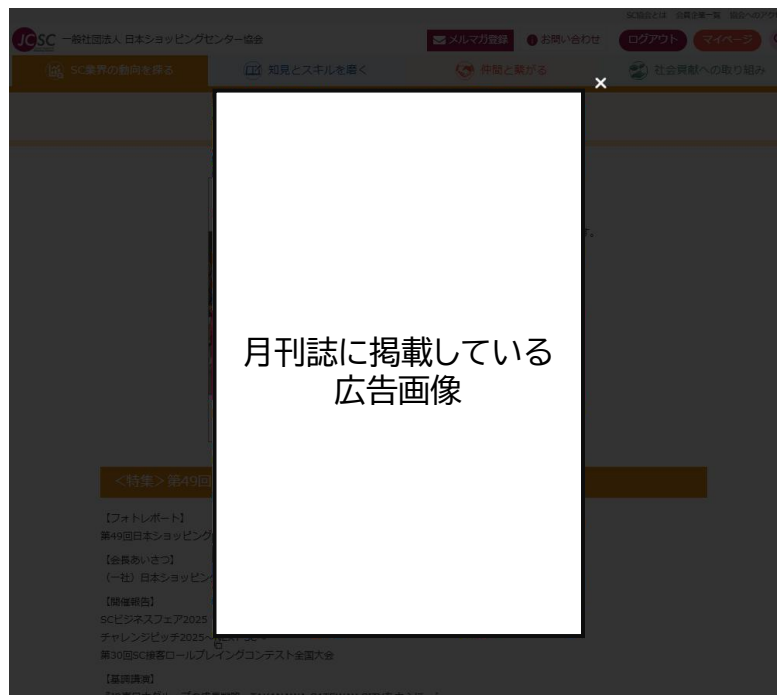 SC協会とは 会員企業一覧
JCSC 一般社団法人 日本ショッピングセンター協会
メルマガ登録
お問い合わせ
ログアウト
マイページ
SC業界の動向を探る
知見とスキルを磨く
仲間と繋がる
社会貢献への取り組み
×
す。
月刊誌に掲載している
広告画像
<特集>第49回
【フォトレポート】
第49回日本ショッピング
【会長あいさつ】
(一社)日本ショッピン
【開催報告】
SCビジネスフェア2025
チャレンジピッチ2025
第30回SC接客ロールプレイングコンテスト全国大会
【基調講演】